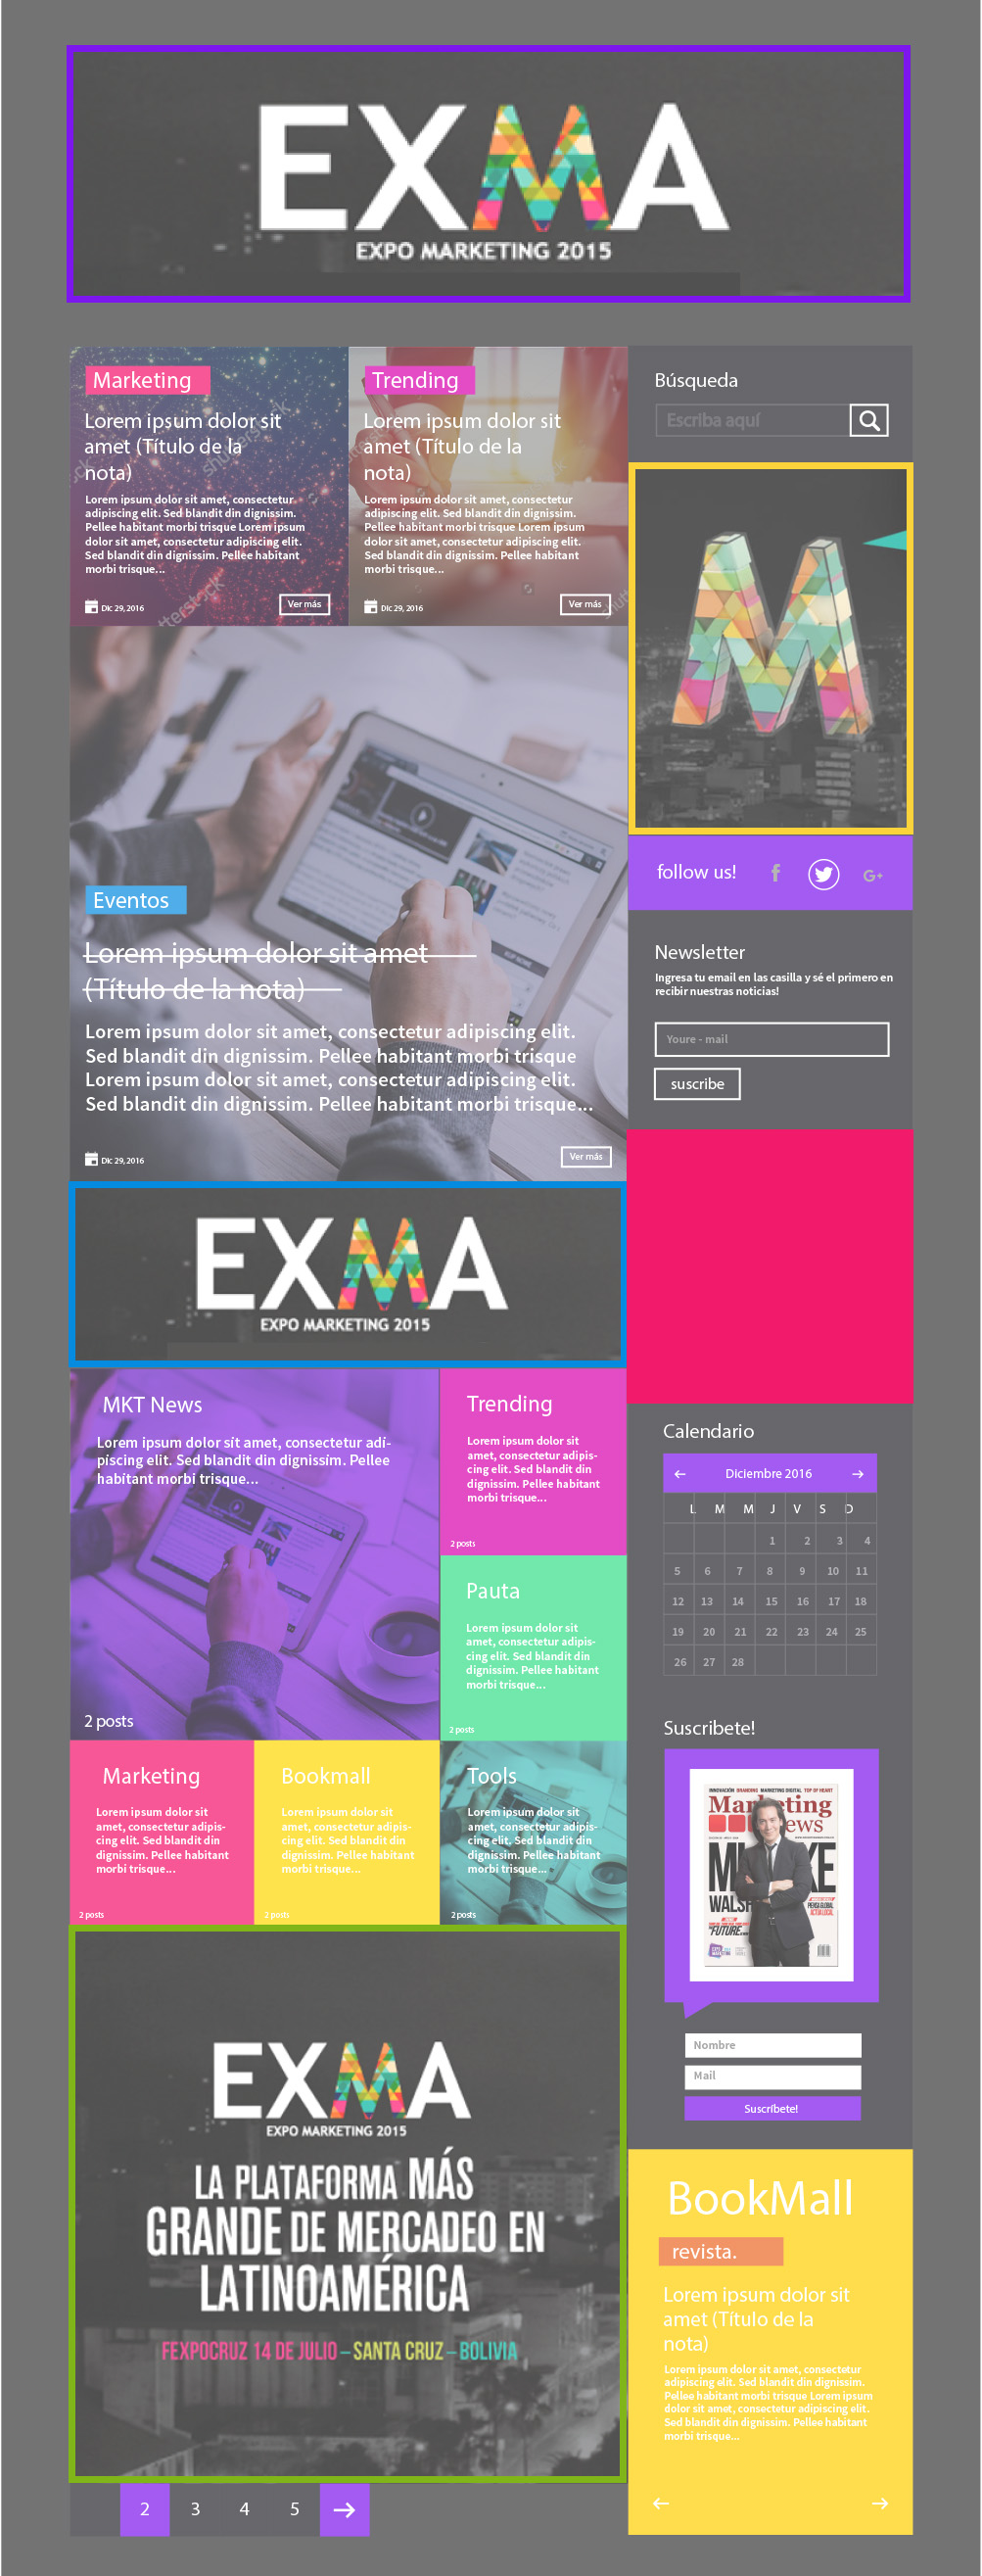 EXMA
EXPO MARKETING 2015
Marketing
Lorem ipsum dolor sit
amet (Título de la
nota)
Lorem ipsum dolor sit amet, consectetur
adipiscing elit. Sed blandit din dignissim.
Pellee habitant morbi trisque Lorem ipsum
dolor sit amet, consectetur adipiscing elit.
Sed blandit din dignissim. Pellee habitant
morbi trisque...
Dic 29, 2016
Ver más
Trending
Lorem ipsum dolor sit
amet (Título de la
nota)
Lorem ipsum dolor sit amet, consectetur
adipiscing elit. Sed blandit din dignissim.
Pellee habitant morbi trisque Lorem ipsum
dolor sit amet, consectetur adipiscing elit.
Sed blandit din dignissim. Pellee habitant
morbi trisque...
Dic 29, 2016
Ver más
Búsqueda
Escriba aquí
M
follow us!
Eventos
Lorem ipsum dolor sit amet
(Título de la nota)
Lorem ipsum dolor sit amet, consectetur adipiscing elit.
Sed blandit din dignissim. Pellee habitant morbi trisque
Lorem ipsum dolor sit amet, consectetur adipiscing elit.
Sed blandit din dignissim. Pellee habitant morbi trisque...
Dic 29, 2016
Ver más
Newsletter
Ingresa tu email en las casilla y sé el primero en
recibir nuestras noticias!
Youre - mail
suscribe
EXMA
EXPO MARKETING 2015
MKT News
Lorem ipsum dolor sit amet, consectetur adi-
piscing elit. Sed blandit din dignissim. Pellee
habitant morbi trisque...
2 posts
Trending
Lorem ipsum dolor sit
amet, consectetur adipis-
cing elit. Sed blandit din
dignissim. Pellee habitant
morbi trisque...
2 posts
Pauta
Lorem ipsum dolor sit
amet, consectetur adipis-
cing elit. Sed blandit din
dignissim. Pellee habitant
morbi trisque...
2 posts
Marketing
Lorem ipsum dolor sit
amet, consectetur adipis-
cing elit. Sed blandit din
dignissim. Pellee habitant
morbi trisque...
2 posts
Bookmall
Lorem ipsum dolor sit
amet, consectetur adipis-
cing elit. Sed blandit din
dignissim. Pellee habitant
morbi trisque...
2 posts
Tools
Lorem ipsum dolor sit
amet, consectetur adipis-
cing elit. Sed blandit din
dignissim. Pellee habitant
morbi trisque...
2 posts
Calendario
Diciembre 2016
L M M J V S D
1 2 3 4
5 6 7 8 9 10 11
12 13 14 15 16 17 18
19 20 21 22 23 24 25
26 27 28
Suscribete!
INNOVACIÓN BRANDING MARKETING DIGITAL TOP OF HEART
Marketing
News
WALSH
"FUTURE...
Nombre
Mail
Suscríbete!
EXMA
EXPO MARKETING 2015
LA PLATAFORMA MÁS
GRANDE DE MERCADEO EN
LATINOAMÉRICA
FEXPOCRUZ 14 DE JULIO – SANTA CRUZ – BOLIVIA
BookMall
revista.
Lorem ipsum dolor sit
amet (Título de la
nota)
Lorem ipsum dolor sit amet, consectetur
adipiscing elit. Sed blandit din dignissim.
Pellee habitant morbi trisque Lorem ipsum
dolor sit amet, consectetur adipiscing elit.
Sed blandit din dignissim. Pellee habitant
morbi trisque...
2 3 4 5